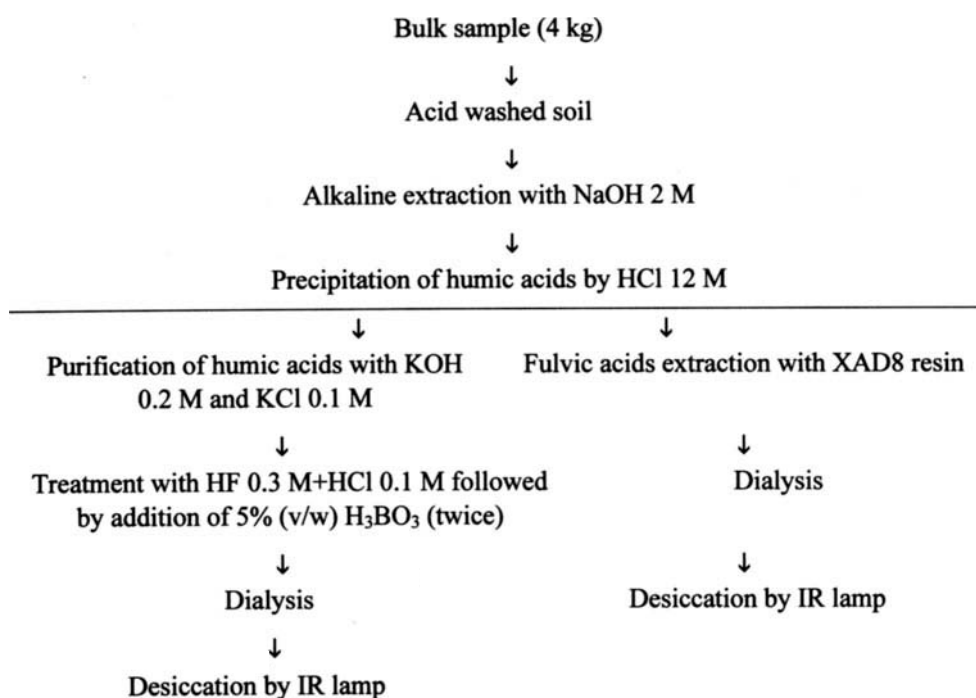 Bulk sample (4 kg)
↓
Acid washed soil
↓
Alkaline extraction with NaOH 2 M
↓
Precipitation of humic acids by HCl 12 M
↓ ↓
Purification of humic acids with KOH
0.2 M and KCl 0.1 M
↓
Treatment with HF 0.3 M+HCl 0.1 M followed
by addition of 5% (v/w) H₃BO₃ (twice)
↓
Dialysis
↓
Desiccation by IR lamp
Fulvic acids extraction with XAD8 resin
↓
Dialysis
↓
Desiccation by IR lamp